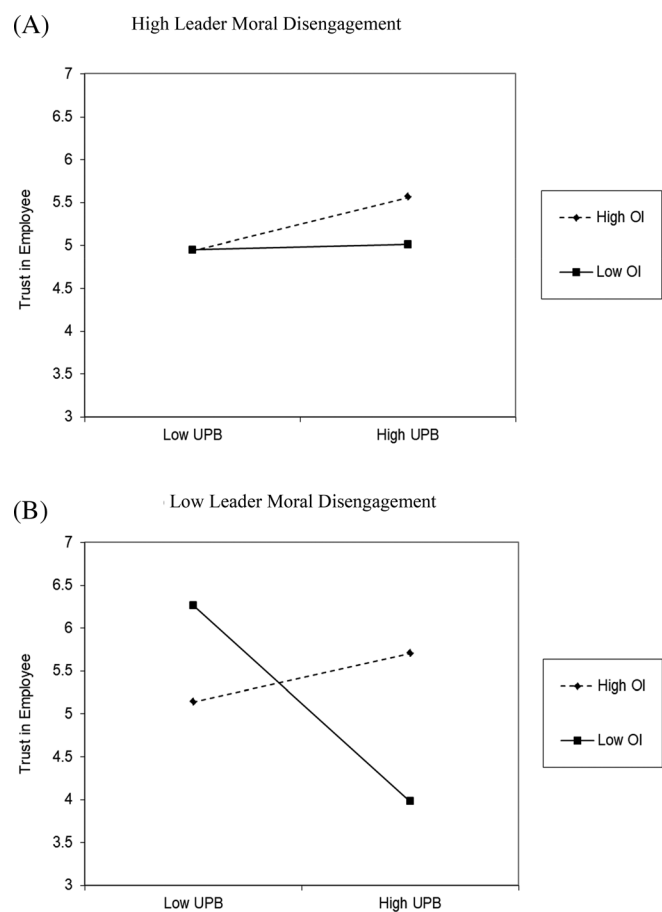 (A)
High Leader Moral Disengagement
7
6.5
6
5.5
5
4.5
4
3.5
3
Trust in Employee
Low UPB
High UPB
High OI
Low OI
(B)
Low Leader Moral Disengagement
7
6.5
6
5.5
5
4.5
4
3.5
3
Trust in Employee
Low UPB
High UPB
High OI
Low OI